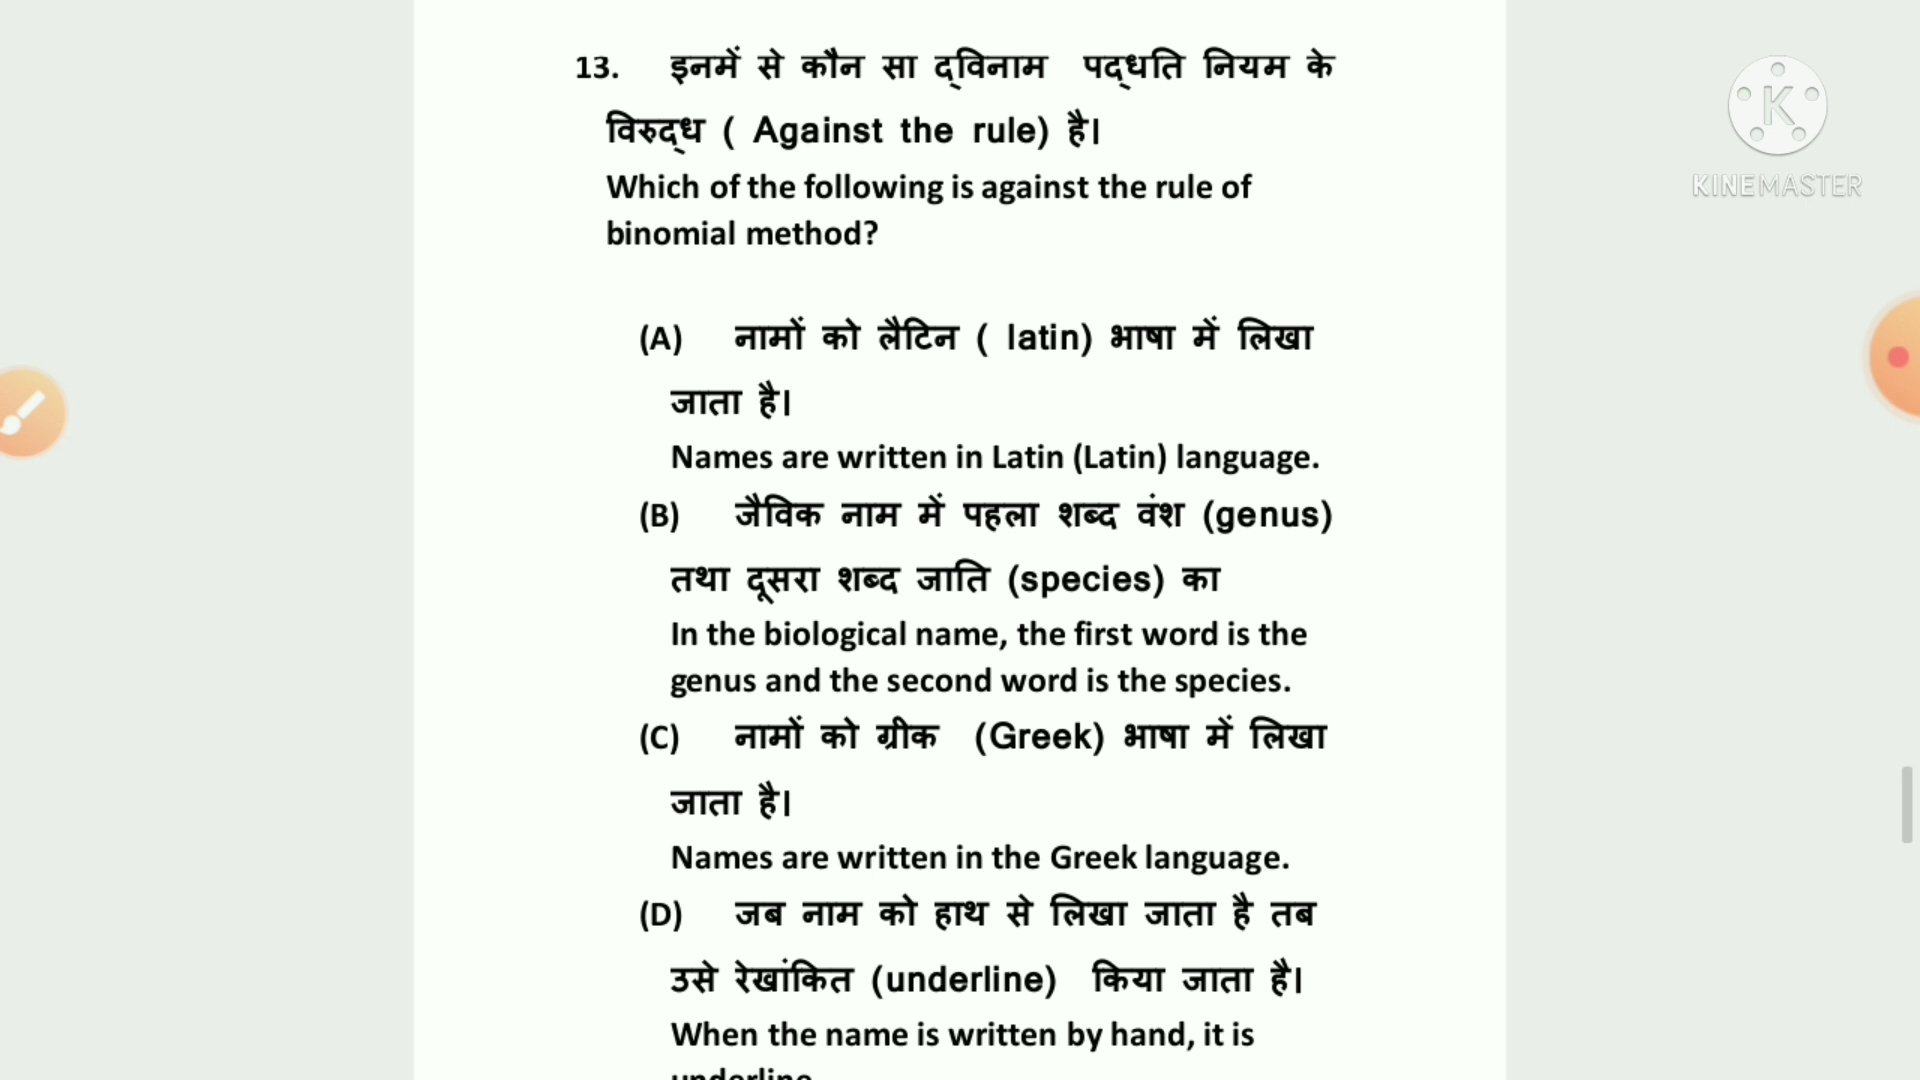 13. इनमें से कौन सा द्विनाम पद्धति नियम के
विरुद्ध ( Against the rule) है।
Which of the following is against the rule of
binomial method?
(A) नामों को लैटिन ( latin) भाषा में लिखा
जाता है।
Names are written in Latin (Latin) language.
(B) जैविक नाम में पहला शब्द वंश (genus)
तथा दूसरा शब्द जाति (species) का
In the biological name, the first word is the
genus and the second word is the species.
(C) नामों को ग्रीक (Greek) भाषा में लिखा
जाता है।
Names are written in the Greek language.
(D) जब नाम को हाथ से लिखा जाता है तब
उसे रेखांकित (underline) किया जाता है।
When the name is written by hand, it is
K
KINEMASTER